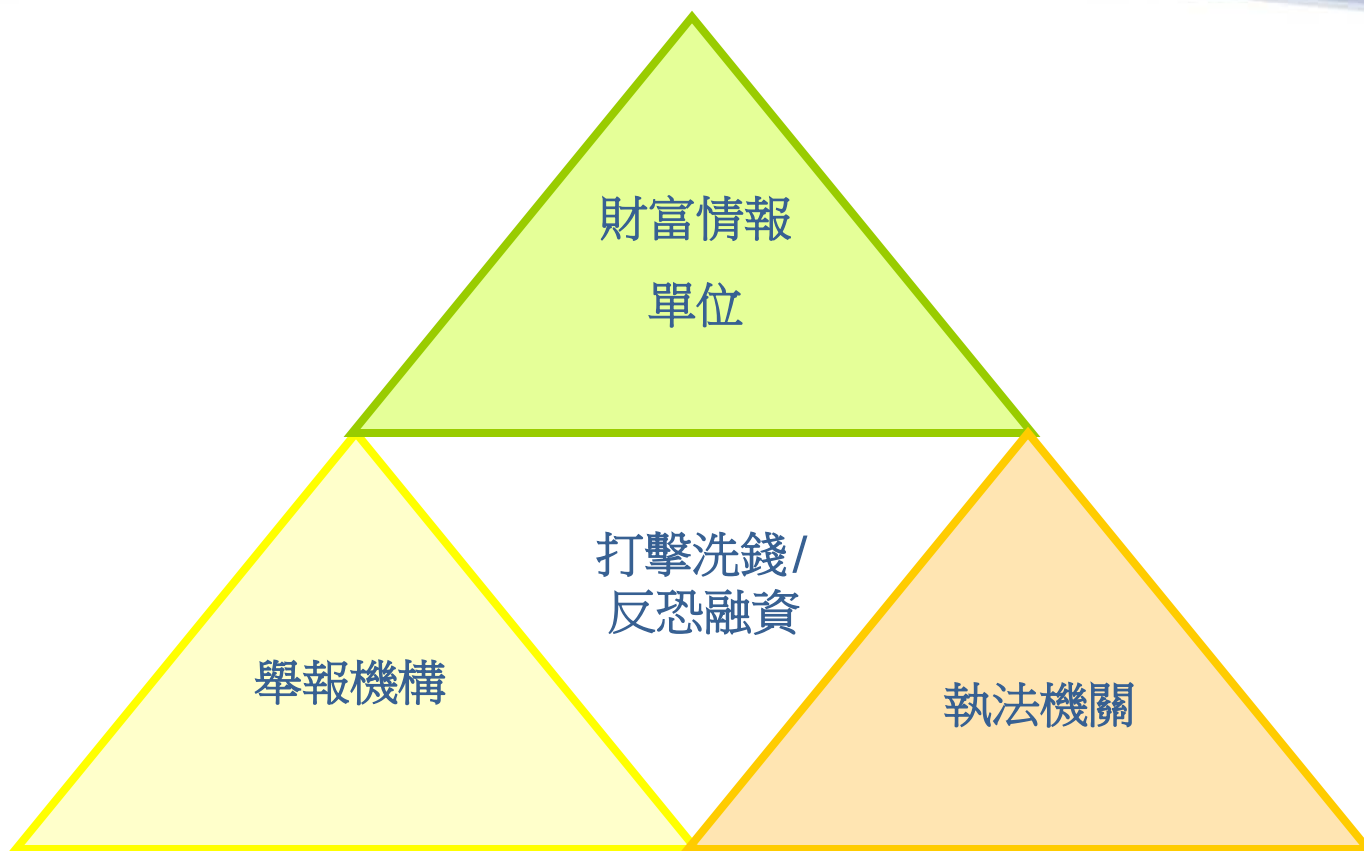 財富情報
單位
打擊洗錢/
反恐融資
舉報機構
執法機關